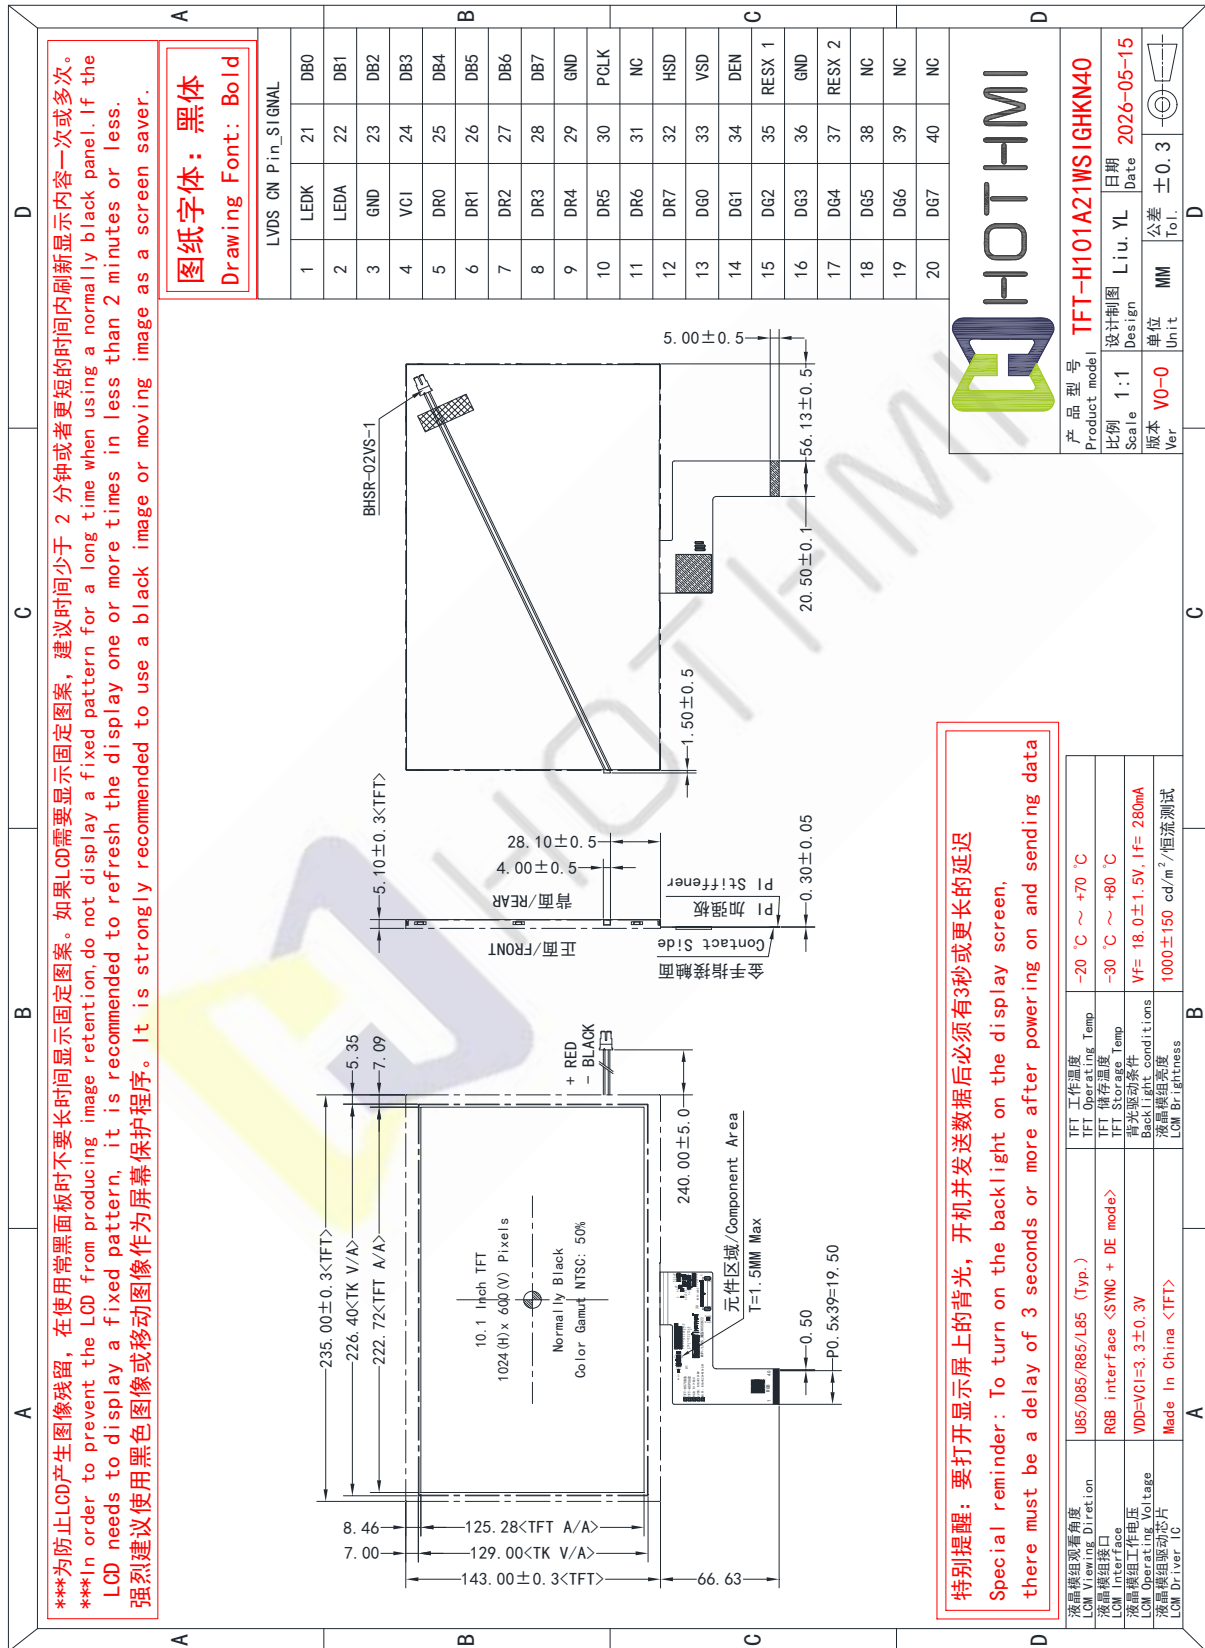 ***为防止LCD产生图像残留，在使用常黑面板时不要长时间显示固定图案。如果LCD需要显示固定图案，建议时间少于 2 分钟或者更短的时间内刷新显示内容一次或多次。
***In order to prevent the LCD from producing image retention,do not display a fixed pattern for a long time when using a normally black panel.If the
LCD needs to display a fixed pattern, it is recommended to refresh the display one or more times in less than 2 minutes or less.
强烈建议使用黑色图像或移动图像作为屏幕保护程序。It is strongly recommended to use a black image or moving image as a screen saver.
图纸字体：黑体
Drawing Font: Bold
LVDS CN Pin_SIGNAL
1 LEDK 21 DB0
2 LEDA 22 DB1
3 GND 23 DB2
4 VCI 24 DB3
5 DR0 25 DB4
6 DR1 26 DB5
7 DR2 27 DB6
8 DR3 28 DB7
9 DR4 29 GND
10 DR5 30 PCLK
11 DR6 31 NC
12 DR7 32 HSD
13 DG0 33 VSD
14 DG1 34 DEN
15 DG2 35 RESX 1
16 DG3 36 GND
17 DG4 37 RESX 2
18 DG5 38 NC
19 DG6 39 NC
20 DG7 40 NC
235.00±0.3<TFT>
226.40<TK V/A>
222.72<TFT A/A>
5.35
7.09
8.46
7.00
125.28<TFT A/A>
129.00<TK V/A>
143.00±0.3<TFT>
66.63
10.1 Inch TFT
1024(H)x 600(V) Pixels
Normally Black
Color Gamut NTSC: 50%
+ RED
- BLACK
240.00±5.0
元件区域/Component Area
T=1.5MM Max
0.50
P0.5x39=19.50
5.10±0.3<TFT>
正面/FRONT
背面/REAR
4.00±0.5
28.10±0.5
金手指接触面
Contact Side
PI 加强板
PI Stiffener
0.30±0.05
BHSR-02VS-1
1.50±0.5
20.50±0.1
56.13±0.5
5.00±0.5
特别提醒：要打开显示屏上的背光，开机并发送数据后必须有3秒或更长的延迟
Special reminder: To turn on the backlight on the display screen,
there must be a delay of 3 seconds or more after powering on and sending data
液晶模组观看角度
LCM Viewing Diretion
U85/D85/R85/L85 (Typ.)
TFT 工作温度
TFT Operating Temp
-20 ℃ ～ +70 ℃
液晶模组接口
LCM Interface
RGB interface <SYNC + DE mode>
TFT 储存温度
TFT Storage Temp
-30 ℃ ～ +80 ℃
液晶模组工作电压
LCM Operating Voltage
VDD=VCI=3.3±0.3V
背光驱动条件
Backlight conditions
Vf= 18.0±1.5V,If= 280mA
液晶模组驱动芯片
LCM Driver IC
Made In China <TFT>
液晶模组亮度
LCM Brightness
1000±150 cd/m²/恒流测试
HOTHMI
产 品 型 号
Product model
TFT-H101A21WSIGHKN40
比例
Scale
1:1
设计制图
Design
Liu.YL
日期
Date
2026-05-15
版本
Ver
V0-0
单位
Unit
MM
公差
Tol.
±0.3
A
B
C
D
A
B
C
D
A
B
C
D
A
B
C
D
HOTHMI